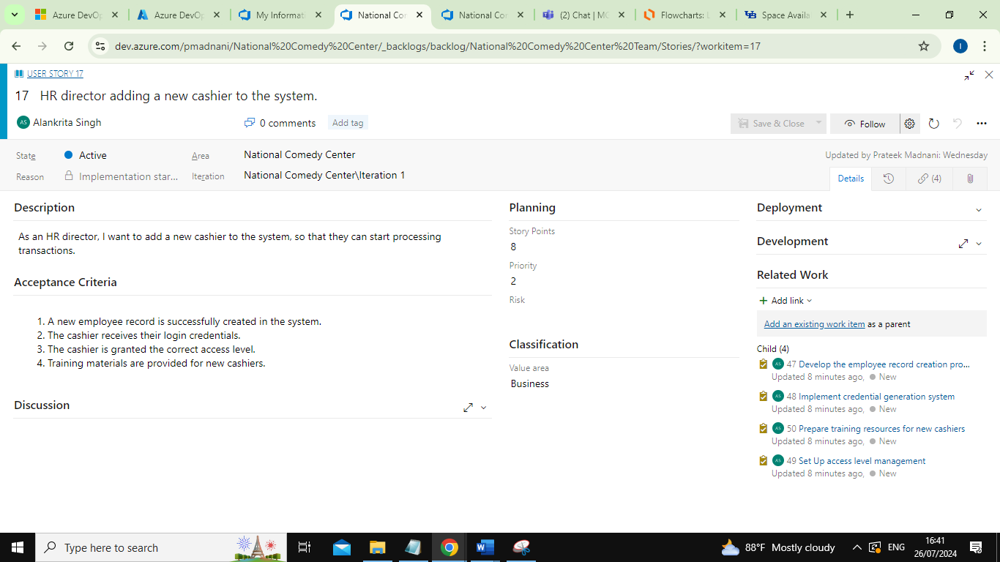 Azure DevOp
Azure DevOp
My Informati
National Cor
National Cor
(2) Chat | MC
Flowcharts: L
Space Availa
dev.azure.com/pmadnani/National%20Comedy%20Center/_backlogs/backlog/National%20Comedy%20Center%20Team/Stories/?workitem=17
I
USER STORY 17
17 HR director adding a new cashier to the system.
AS Alankrita Singh
0 comments
Add tag
Save & Close
Follow
State
Active
Area
National Comedy Center
Updated by Prateek Madnani: Wednesday
Reason
Implementation star...
Iteration
National Comedy Center\Iteration 1
Details
(4)
Description
As an HR director, I want to add a new cashier to the system, so that they can start processing
transactions.
Acceptance Criteria
1. A new employee record is successfully created in the system.
2. The cashier receives their login credentials.
3. The cashier is granted the correct access level.
4. Training materials are provided for new cashiers.
Discussion
Planning
Story Points
8
Priority
2
Risk
Classification
Value area
Business
Deployment
Development
Related Work
Add link
Add an existing work item as a parent
Child (4)
AS 47 Develop the employee record creation pro...
Updated 8 minutes ago, New
AS 48 Implement credential generation system
Updated 8 minutes ago, New
AS 50 Prepare training resources for new cashiers
Updated 8 minutes ago, New
AS 49 Set Up access level management
Updated 8 minutes ago, New
Type here to search
88°F Mostly cloudy
ENG
16:41
26/07/2024